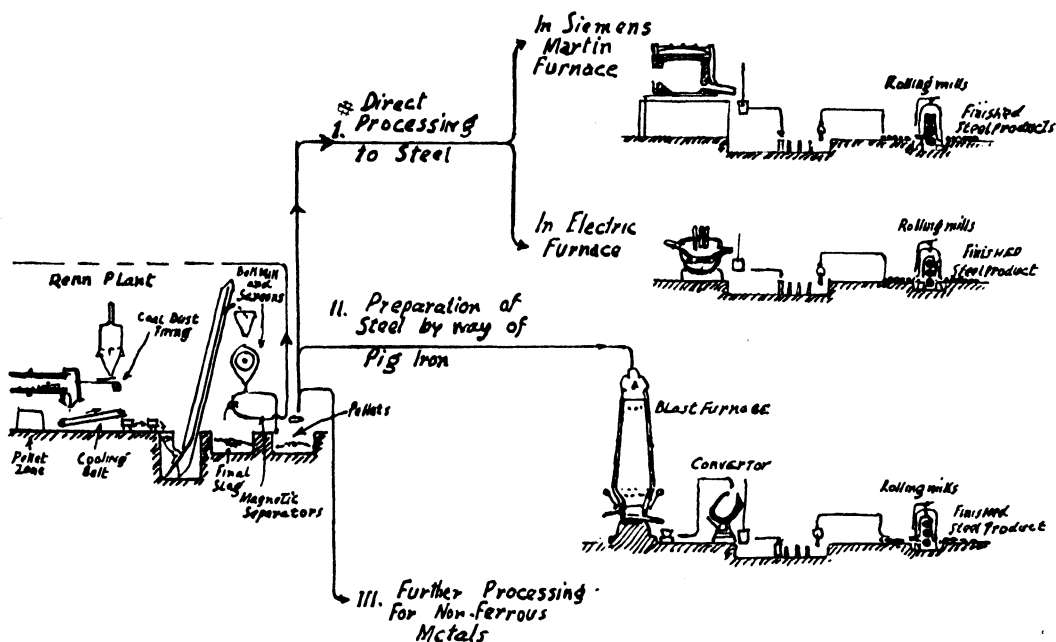 In Siemens
Martin
Furnace
Rolling mills
Finished
Steel Products
I. Direct
Processing
to Steel
In Electric
Furnace
Rolling mills
Finished
Steel Product
Renn Plant
Ball Mill
and
Screens
Coal Dust
Firing
II. Preparation of
Steel by way of
Pig Iron
Blast Furnace
Pellets
Pellet
Zone
Cooling
Belt
Final
Slag
Magnetic
Separators
Convertor
Rolling mills
Finished
Steel Product
III. Further Processing
For Non-Ferrous
Metals